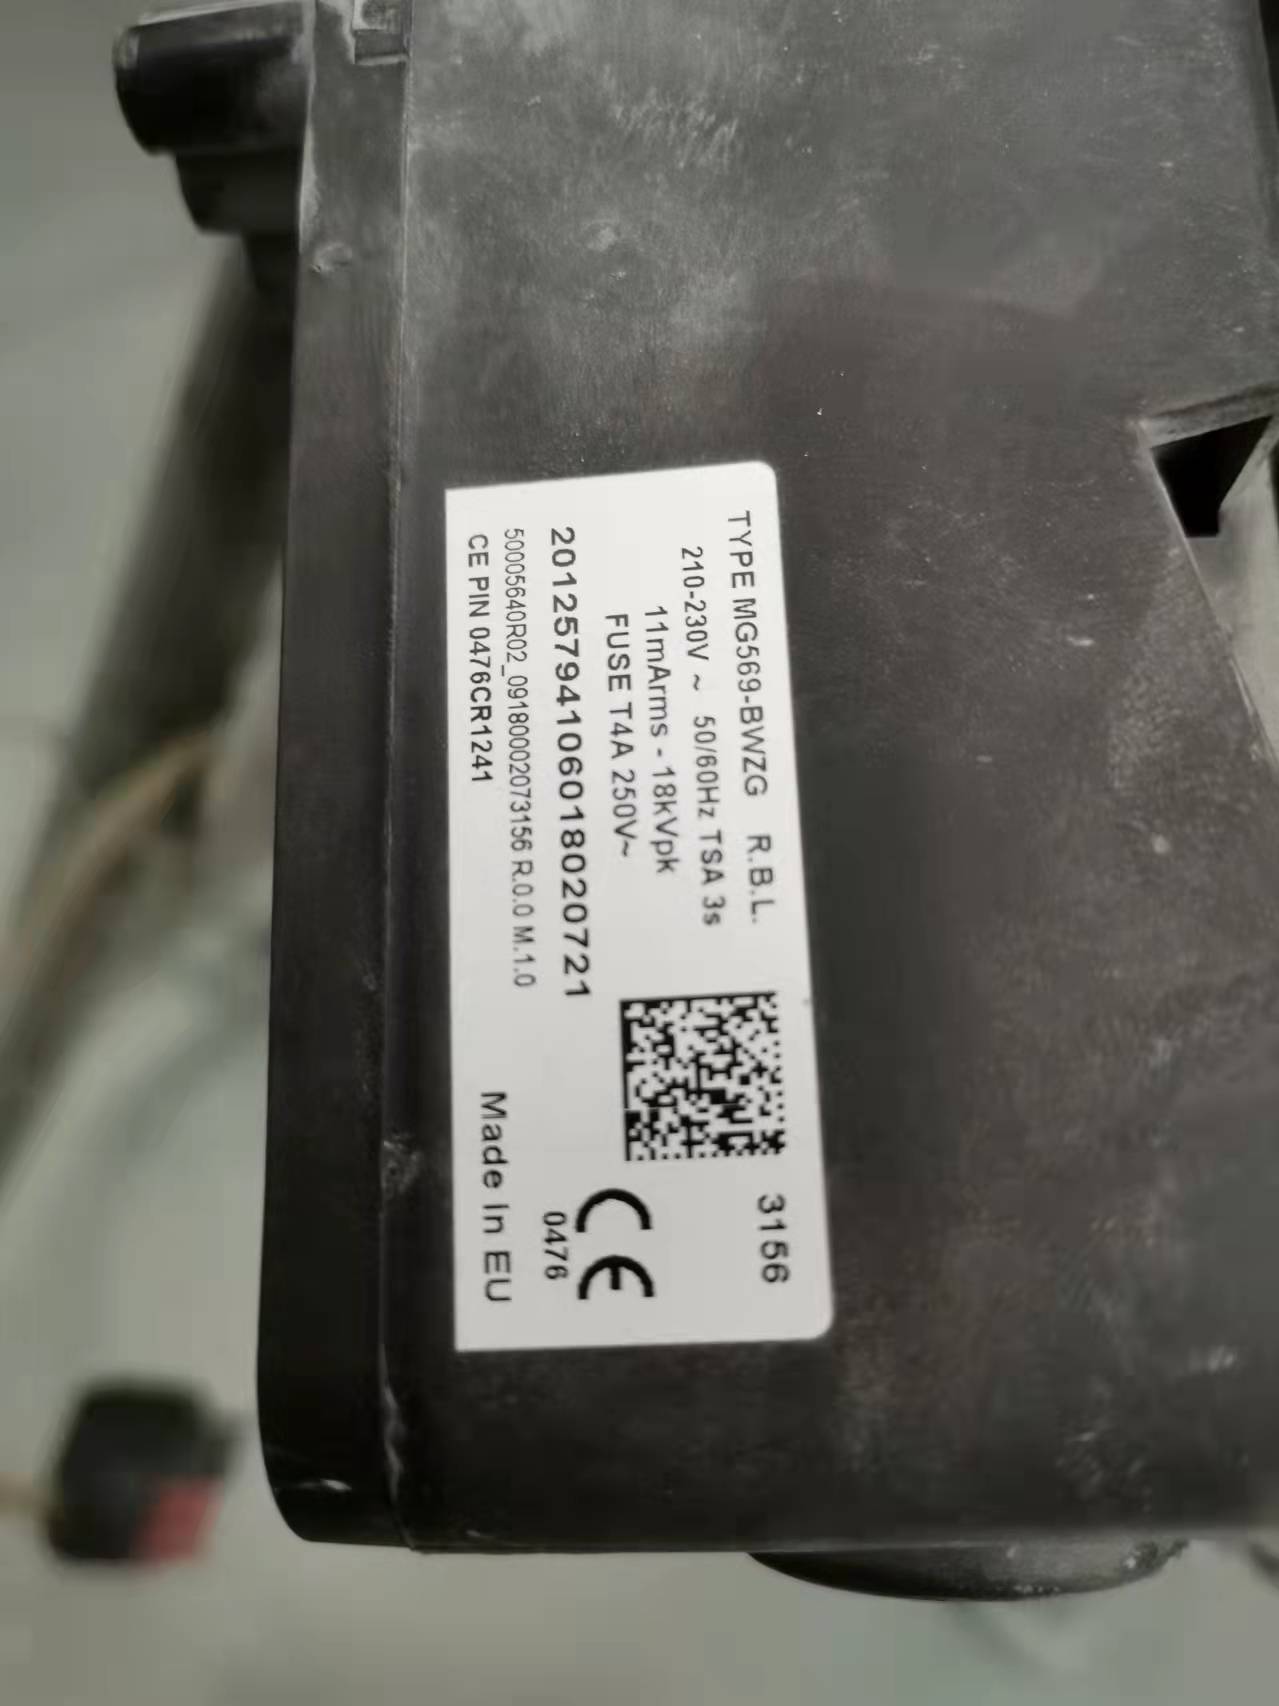 TYPE MG569-BWZG R.B.L. 3156
210-230V ~ 50/60Hz TSA 3s
11mArms - 18kVpk
FUSE T4A 250V~
20125794106018020721
50005640R02_09180002073156 R.0.0 M.1.0
CE PIN 0476CR1241
CE
0476
Made In EU